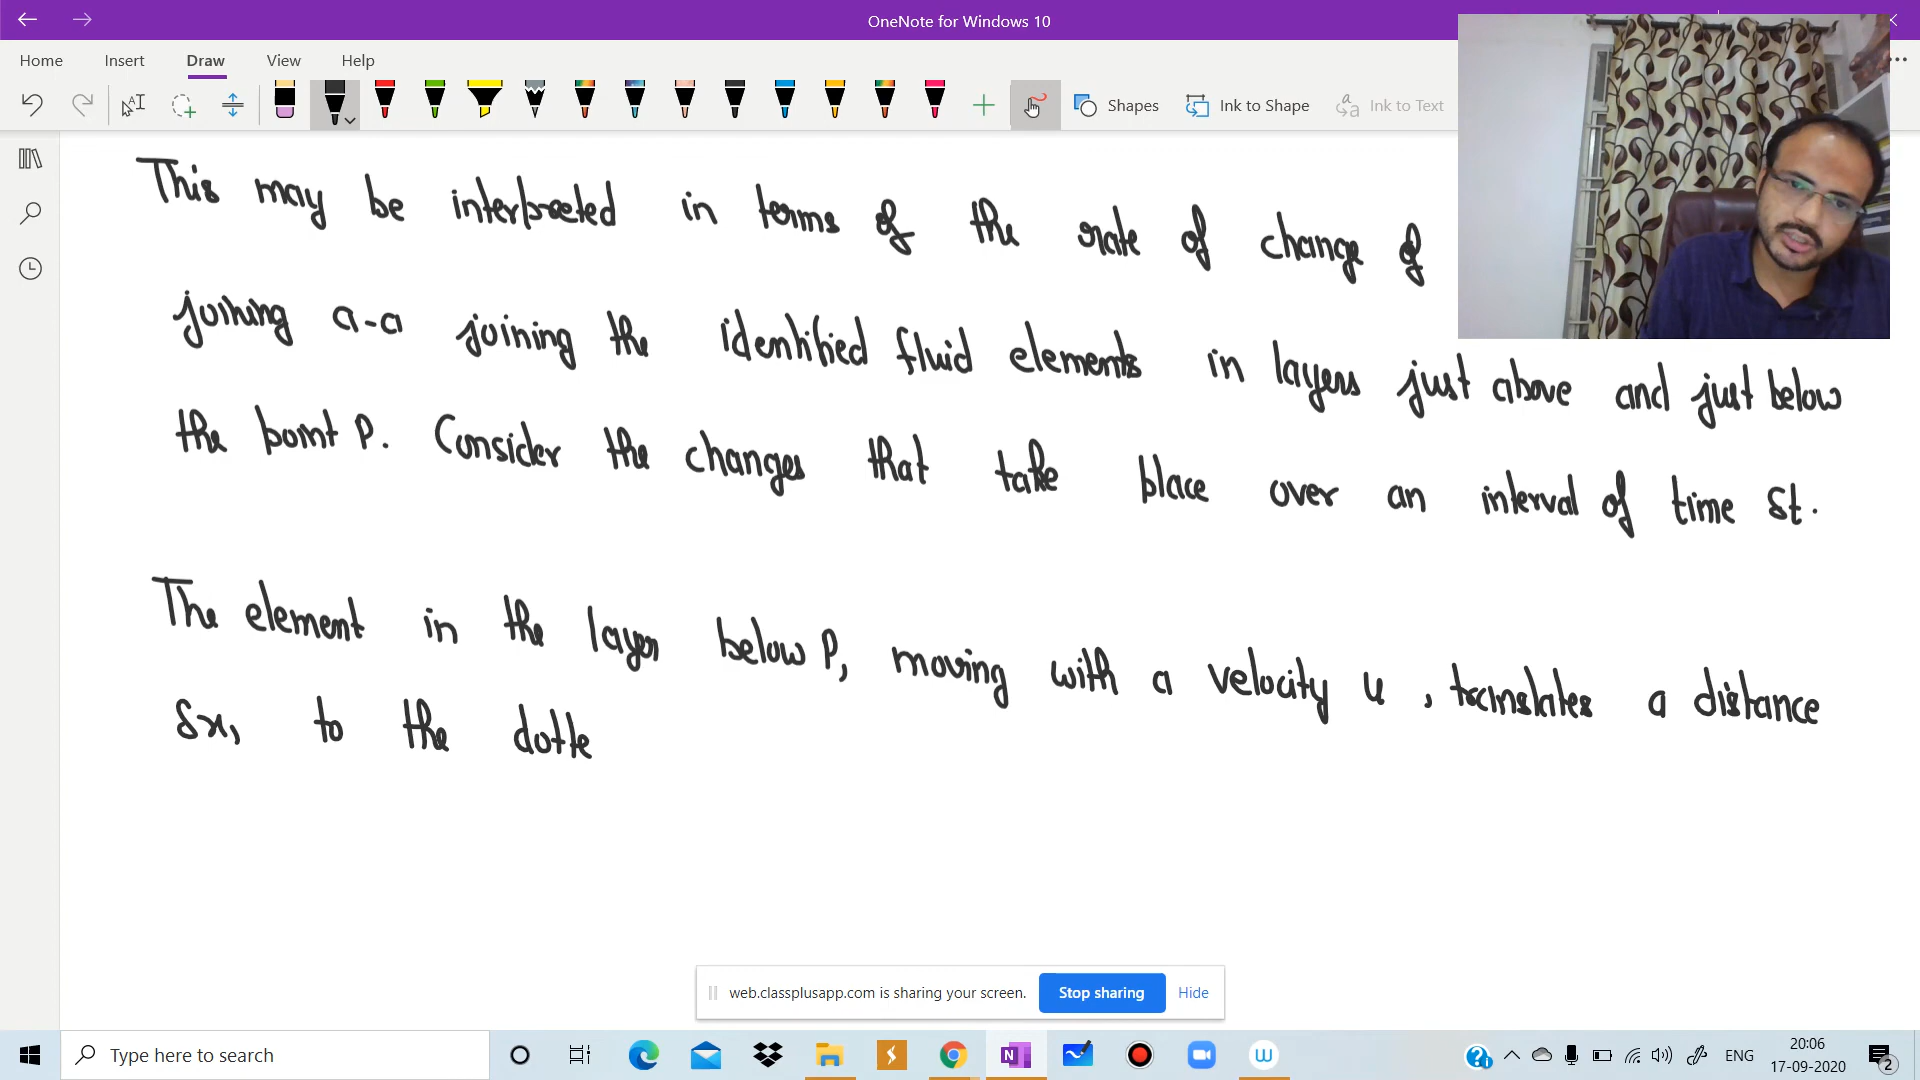 OneNote for Windows 10
Home Insert Draw View Help
Shapes Ink to Shape Ink to Text
This may be interpreted in terms of the rate of change of
joining a-a joining the identified fluid elements in layers just above and just below
the point P. Consider the changes that take place over an interval of time δt.
The element in the layer below P, moving with a velocity u, translates a distance
δx, to the dotte
web.classplusapp.com is sharing your screen. Stop sharing Hide
Type here to search
ENG 20:06
17-09-2020
2